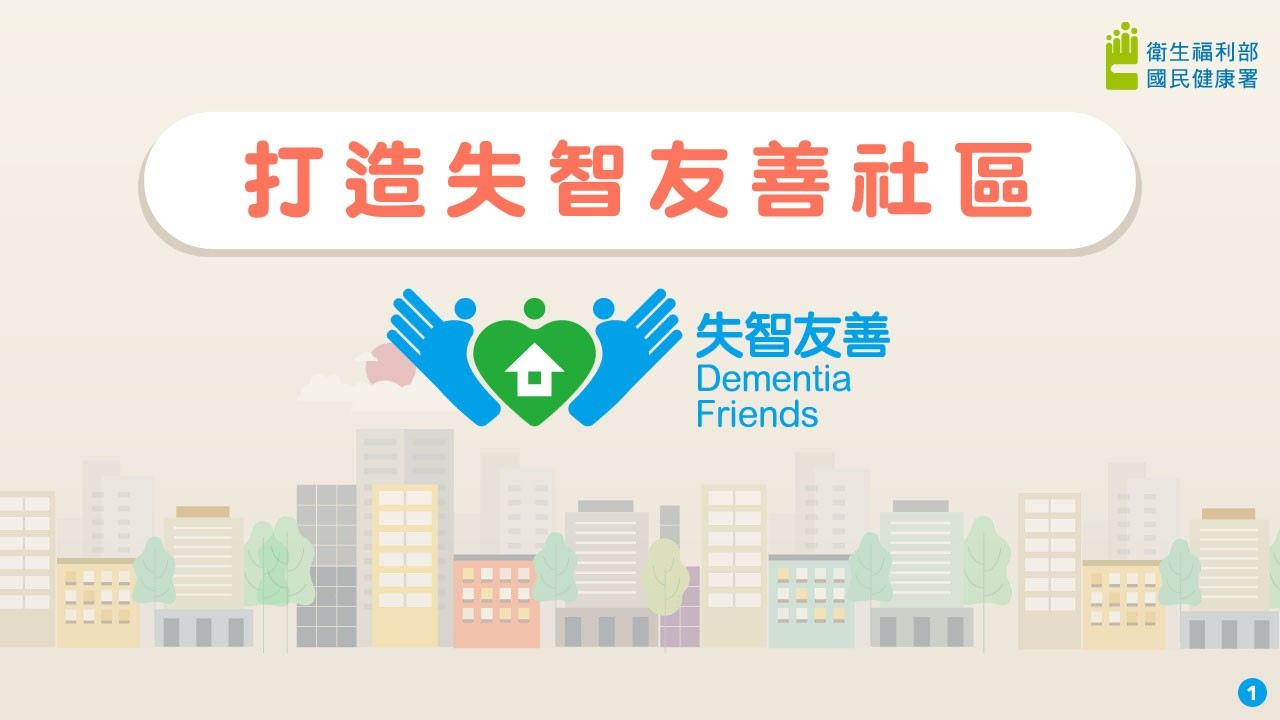 衛生福利部
國民健康署
打造失智友善社區
失智友善
Dementia
Friends
1